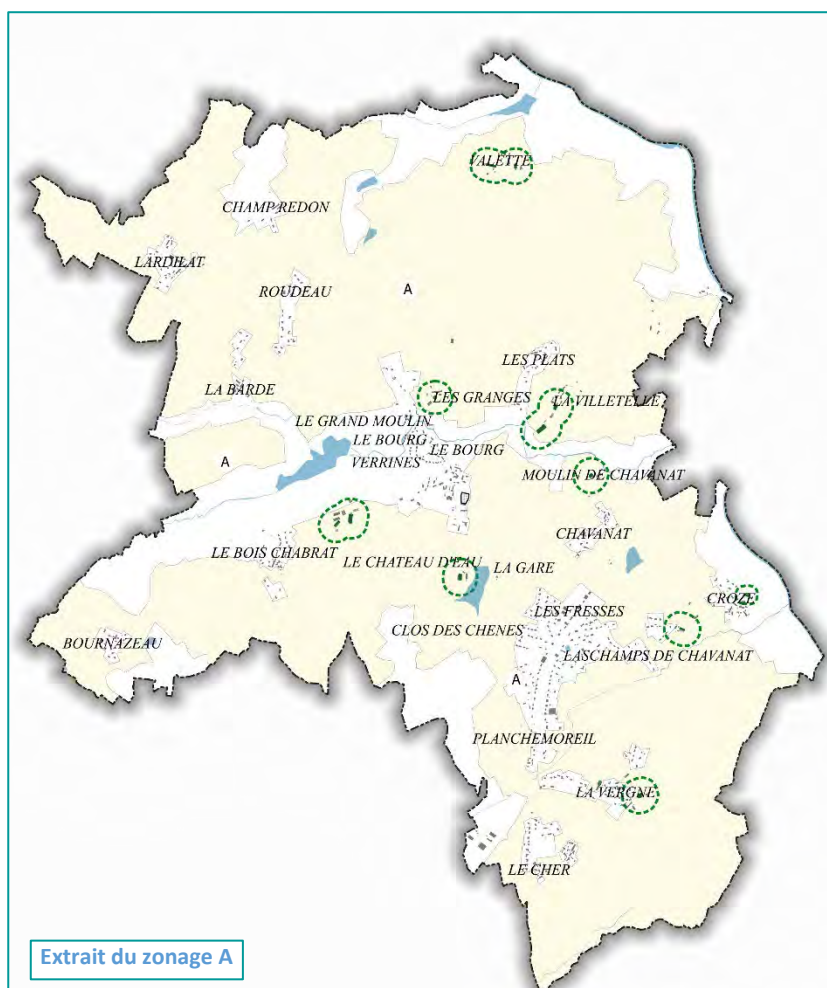 VALETTE
CHAMP REDON
LARDILAT
ROUDEAU
A
LES PLATS
LA BARDE
LES GRANGES
LA VILLETELLE
LE GRAND MOULIN
LE BOURG
LE BOURG
VERRINES
A
MOULIN DE CHAVANAT
CHAVANAT
LE BOIS CHABRAT
LE CHATEAU D'EAU
LA GARE
CROZE
LES FRESSES
CLOS DES CHENES
BOURNAZEAU
LASCHAMPS DE CHAVANAT
A
PLANCHEMOREIL
LA VERGNE
LE CHER
Extrait du zonage A